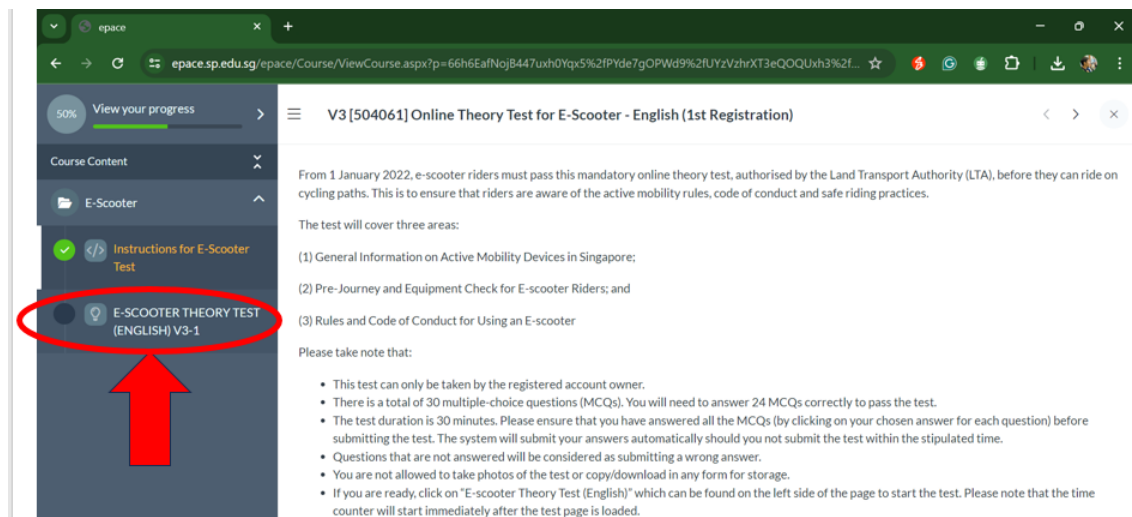 epace
epace.sp.edu.sg/epace/Course/ViewCourse.aspx?p=66h6EafNojB447uxh0Yqx5%2fPYde7gOPWd9%2fUYzVzhrXT3eQOQUxh3%2f...
50%
View your progress
V3 [504061] Online Theory Test for E-Scooter - English (1st Registration)
Course Content
E-Scooter
Instructions for E-Scooter
Test
E-SCOOTER THEORY TEST
(ENGLISH) V3-1
From 1 January 2022, e-scooter riders must pass this mandatory online theory test, authorised by the Land Transport Authority (LTA), before they can ride on
cycling paths. This is to ensure that riders are aware of the active mobility rules, code of conduct and safe riding practices.
The test will cover three areas:
(1) General Information on Active Mobility Devices in Singapore;
(2) Pre-Journey and Equipment Check for E-scooter Riders; and
(3) Rules and Code of Conduct for Using an E-scooter
Please take note that:
• This test can only be taken by the registered account owner.
• There is a total of 30 multiple-choice questions (MCQs). You will need to answer 24 MCQs correctly to pass the test.
• The test duration is 30 minutes. Please ensure that you have answered all the MCQs (by clicking on your chosen answer for each question) before
submitting the test. The system will submit your answers automatically should you not submit the test within the stipulated time.
• Questions that are not answered will be considered as submitting a wrong answer.
• You are not allowed to take photos of the test or copy/download in any form for storage.
• If you are ready, click on "E-scooter Theory Test (English)" which can be found on the left side of the page to start the test. Please note that the time
counter will start immediately after the test page is loaded.